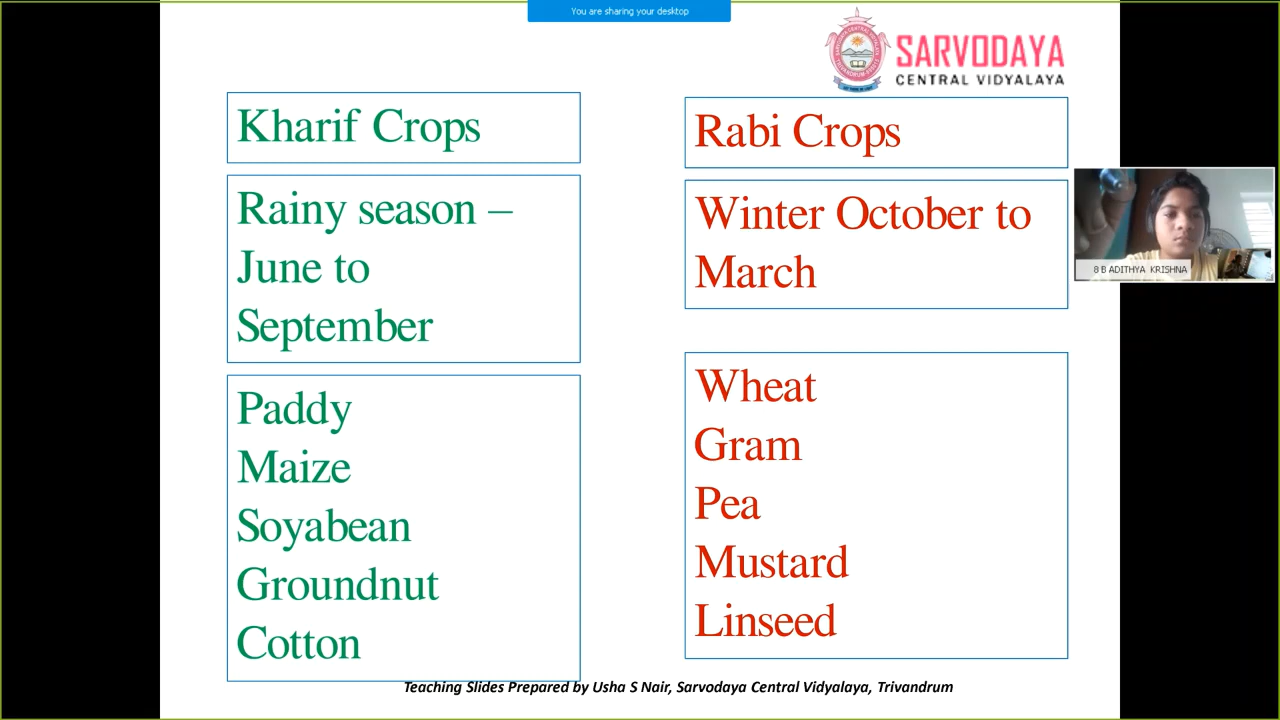 You are sharing your desktop
SARVODAYA
CENTRAL VIDYALAYA
Kharif Crops
Rainy season –
June to
September
Paddy
Maize
Soyabean
Groundnut
Cotton
Rabi Crops
Winter October to
March
Wheat
Gram
Pea
Mustard
Linseed
8 B ADITHYA KRISHNA
Teaching Slides Prepared by Usha S Nair, Sarvodaya Central Vidyalaya, Trivandrum